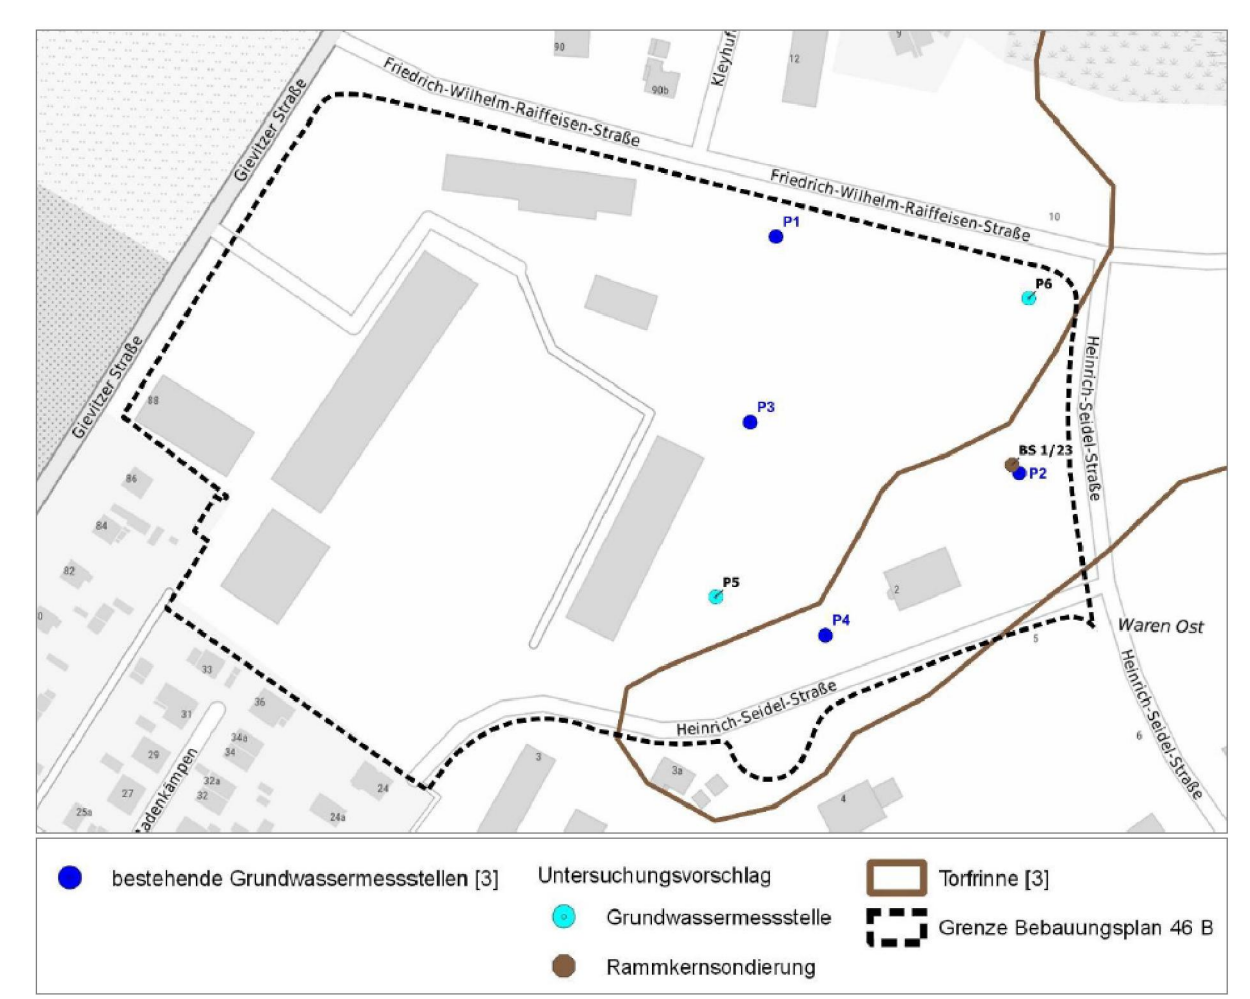 90
90b
Kleyhuf
12
9
Friedrich-Wilhelm-Raiffeisen-Straße
Gievitzer Straße
Friedrich-Wilhelm-Raiffeisen-Straße
10
P1
P6
Gievitzer Straße
Heinrich-Seidel-Straße
88
P3
BS 1/23
P2
86
84
82
0
P5
2
P4
Waren Ost
5
33
36
31
34a
34
29
32a
32
27
25a
Radenkämpen
24
24a
Heinrich-Seidel-Straße
3
3a
4
Heinrich-Seidel-Straße
6
bestehende Grundwassermessstellen [3]
Untersuchungsvorschlag
Grundwassermessstelle
Rammkernsondierung
Torfrinne [3]
Grenze Bebauungsplan 46 B